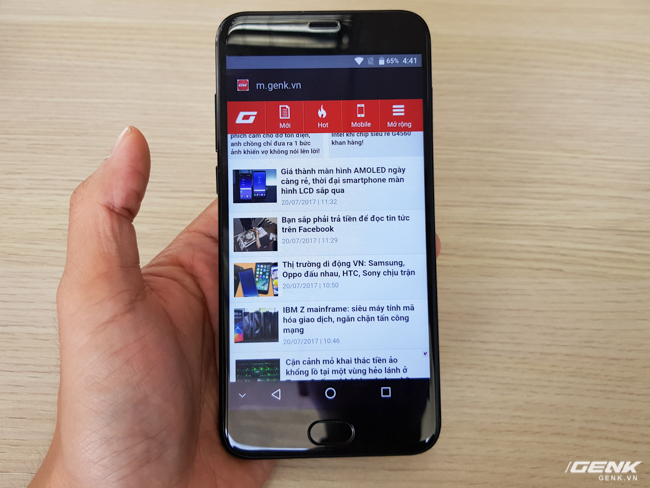 65% 4:41
m.genk.vn
Mới Hot Mobile Mở rộng
phích cắm cho đỡ tốn điện,
anh chồng chỉ đưa ra 1 bức
ảnh khiến vợ không nói lên lời!
Intel khi chip siêu rẻ G4560
khan hàng!
Giá thành màn hình AMOLED ngày
càng rẻ, thời đại smartphone màn
hình LCD sắp qua
20/07/2017 | 11:32
Bạn sắp phải trả tiền để đọc tin tức
trên Facebook
20/07/2017 | 11:29
Thị trường di động VN: Samsung,
Oppo đấu nhau, HTC, Sony chịu trận
20/07/2017 | 10:50
IBM Z mainframe: siêu máy tính mã
hóa giao dịch, ngăn chặn tấn công
mạng
20/07/2017 | 10:46
Cận cảnh mỏ khai thác tiền ảo
khổng lồ tại một vùng hẻo lánh ở
GENK
GENK.VN